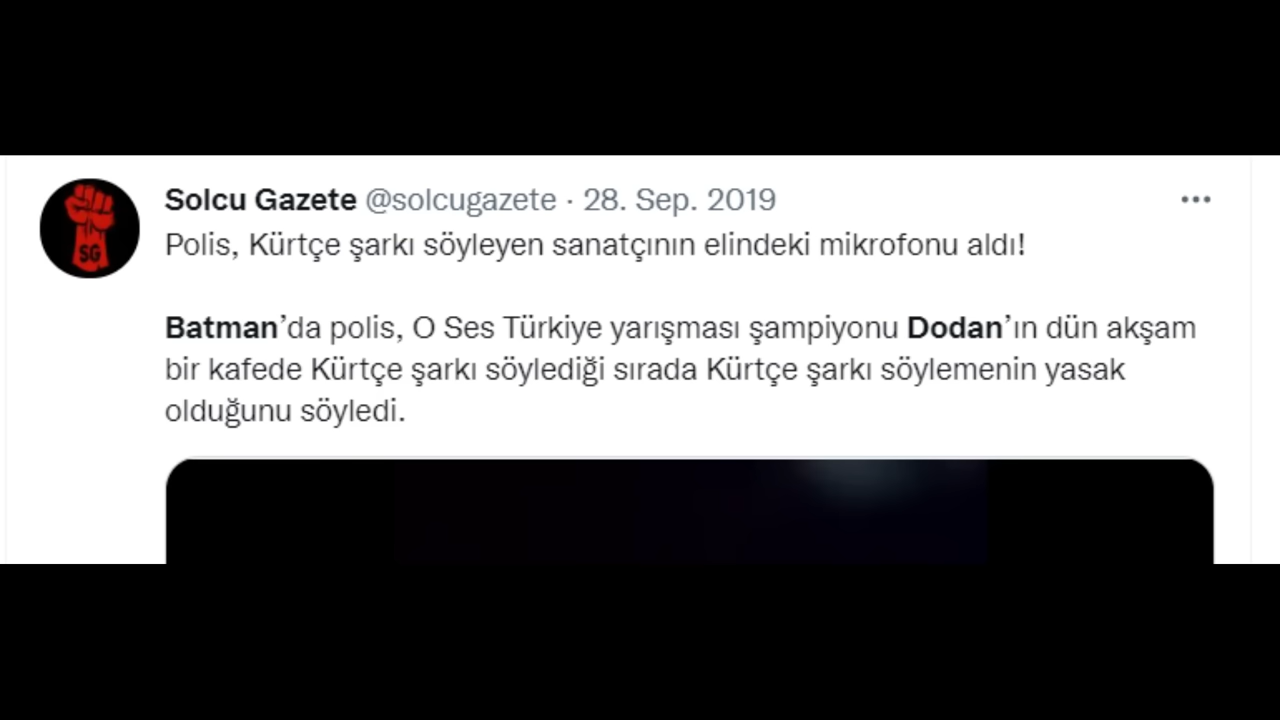 Solcu Gazete @solcugazete · 28. Sep. 2019
SG
Polis, Kürtçe şarkı söyleyen sanatçının elindeki mikrofonu aldı!
Batman’da polis, O Ses Türkiye yarışması şampiyonu Dodan’ın dün akşam
bir kafede Kürtçe şarkı söylediği sırada Kürtçe şarkı söylemenin yasak
olduğunu söyledi.